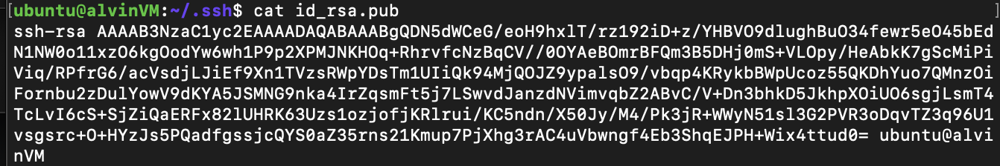 [ubuntu@alvinVM:~/.ssh$ cat id_rsa.pub ]
ssh-rsa AAAAB3NzaC1yc2EAAAADAQABAAABgQDN5dWCeG/eoH9hxlT/rz192iD+z/YHBVO9dlughBuO34fewr5eO45bEd
N1NW0o11xzO6kgOodYw6wh1P9p2XPMJNKHOq+RhrvfcNzBqCV//0OYAeBOmrBFQm3B5DHj0mS+VLOpy/HeAbkK7gScMiPi
Viq/RPfrG6/acVsdjLJiEf9Xn1TVzsRWpYDsTm1UIiQk94MjQOJZ9ypalsO9/vbqp4KRykbBWpUcoz55QKDhYuo7QMnzOi
Fornbu2zDulYowV9dKYA5JSMNG9nka4IrZqsmFt5j7LSwvdJanzdNVimvqbZ2ABvC/V+Dn3bhkD5JkhpXOiUO6sgjLsmT4
TcLvI6cS+SjZiQaERFx82lUHRK63Uzs1ozjofjKRlrui/KC5ndn/X50Jy/M4/Pk3jR+WWyN51sl3G2PVR3oDqvTZ3q96U1
vsgsrc+O+HYzJs5PQadfgssjcQYS0aZ35rns21Kmup7PjXhg3rAC4uVbwngf4Eb3ShqEJPH+Wix4ttud0= ubuntu@alvi
nVM